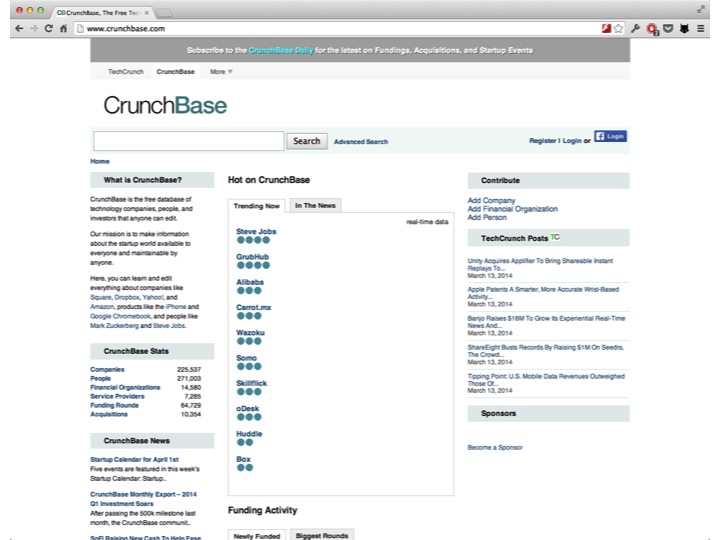 CrunchBase, The Free Tec
www.crunchbase.com
Subscribe to the CrunchBase Daily for the latest on Fundings, Acquisitions, and Startup Events
TechCrunch CrunchBase More
CrunchBase
Search Advanced Search
Register | Login or Login
Home
What is CrunchBase?
CrunchBase is the free database of
technology companies, people, and
investors that anyone can edit.
Our mission is to make information
about the startup world available to
everyone and maintainable by
anyone.
Here, you can learn and edit
everything about companies like
Square, Dropbox, Yahoo!, and
Amazon, products like the iPhone and
Google Chromebook, and people like
Mark Zuckerberg and Steve Jobs.
CrunchBase Stats
Companies 225,537
People 271,003
Financial Organizations 14,580
Service Providers 7,285
Funding Rounds 64,729
Acquisitions 10,354
CrunchBase News
Startup Calendar for April 1st
Five events are featured in this week's
Startup Calendar: Startup..
CrunchBase Monthly Export – 2014
Q1 Investment Soars
After passing the 500k milestone last
month, the CrunchBase communit..
SoFi Raising New Cash To Help Ease
Hot on CrunchBase
Trending Now In The News
real-time data
Steve Jobs
GrubHub
Alibaba
Carrot.mx
Wazoku
Somo
Skillflick
oDesk
Huddle
Box
Funding Activity
Newly Funded Biggest Rounds
Contribute
Add Company
Add Financial Organization
Add Person
TechCrunch Posts TC
Unity Acquires Applifier To Bring Shareable Instant
Replays To...
March 13, 2014
Apple Patents A Smarter, More Accurate Wrist-Based
Activity...
March 13, 2014
Banjo Raises $16M To Grow Its Experiential Real-Time
News And...
March 13, 2014
ShareEight Busts Records By Raising $1M On Seedrs,
The Crowd...
March 13, 2014
Tipping Point: U.S. Mobile Data Revenues Outweighed
Those Of...
March 13, 2014
Sponsors
Become a Sponsor